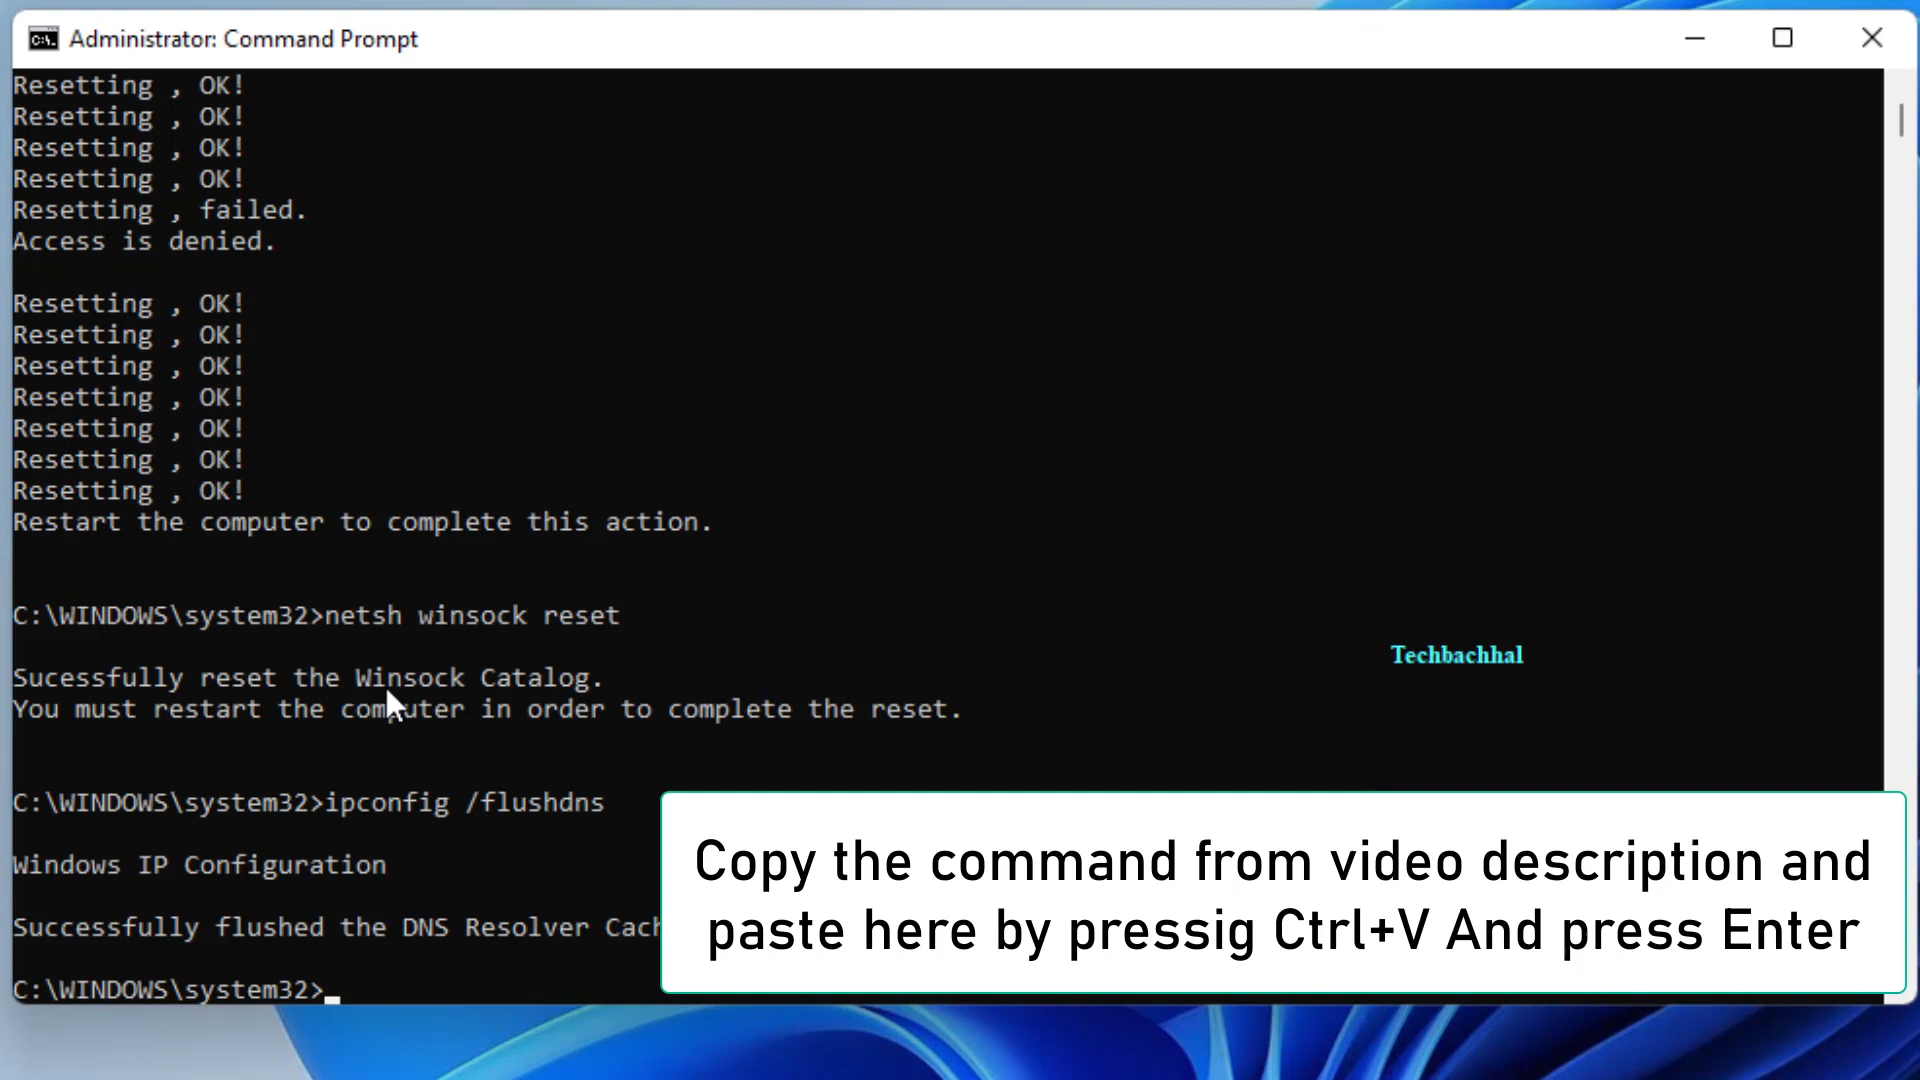 Administrator: Command Prompt
Resetting , OK!
Resetting , OK!
Resetting , OK!
Resetting , OK!
Resetting , failed.
Access is denied.
Resetting , OK!
Resetting , OK!
Resetting , OK!
Resetting , OK!
Resetting , OK!
Resetting , OK!
Resetting , OK!
Restart the computer to complete this action.
C:\WINDOWS\system32>netsh winsock reset
Techbachhal
Sucessfully reset the Winsock Catalog.
You must restart the computer in order to complete the reset.
C:\WINDOWS\system32>ipconfig /flushdns
Windows IP Configuration
Successfully flushed the DNS Resolver Cach
C:\WINDOWS\system32>
Copy the command from video description and
paste here by pressig Ctrl+V And press Enter